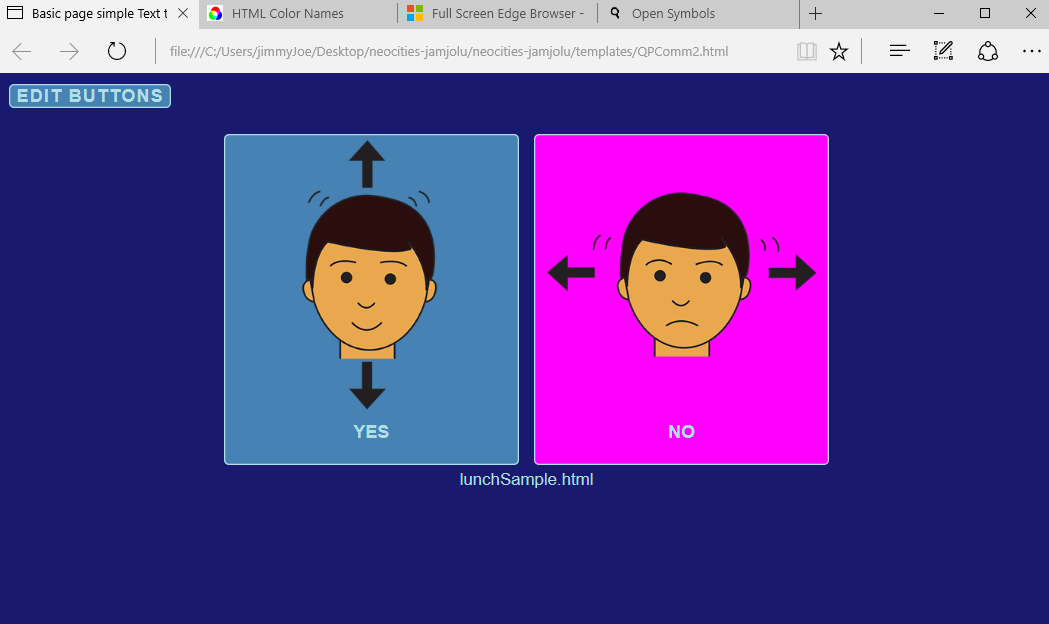 Basic page simple Text t
HTML Color Names
Full Screen Edge Browser -
Open Symbols
file:///C:/Users/jimmyJoe/Desktop/neocities-jamjolu/neocities-jamjolu/templates/QPComm2.html
EDIT BUTTONS
YES
NO
lunchSample.html